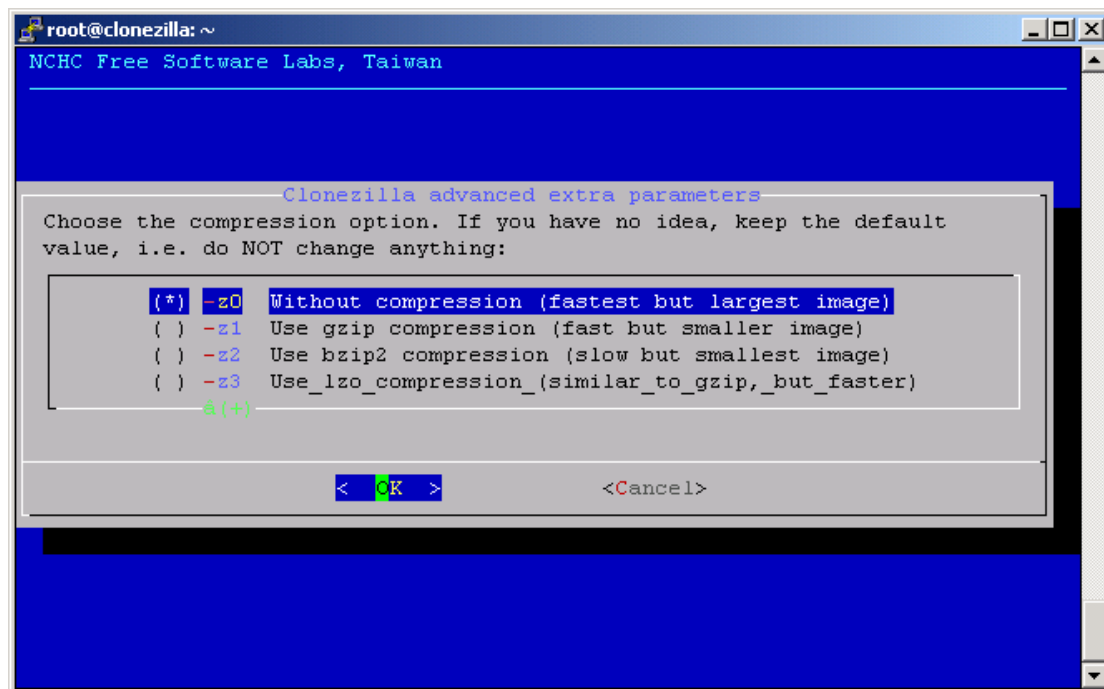 root@clonezilla: ~
NCHC Free Software Labs, Taiwan
Clonezilla advanced extra parameters
Choose the compression option. If you have no idea, keep the default
value, i.e. do NOT change anything:
(*) -z0 Without compression (fastest but largest image)
( ) -z1 Use gzip compression (fast but smaller image)
( ) -z2 Use bzip2 compression (slow but smallest image)
( ) -z3 Use_lzo_compression_(similar_to_gzip,_but_faster)
(+)
< OK > <Cancel>